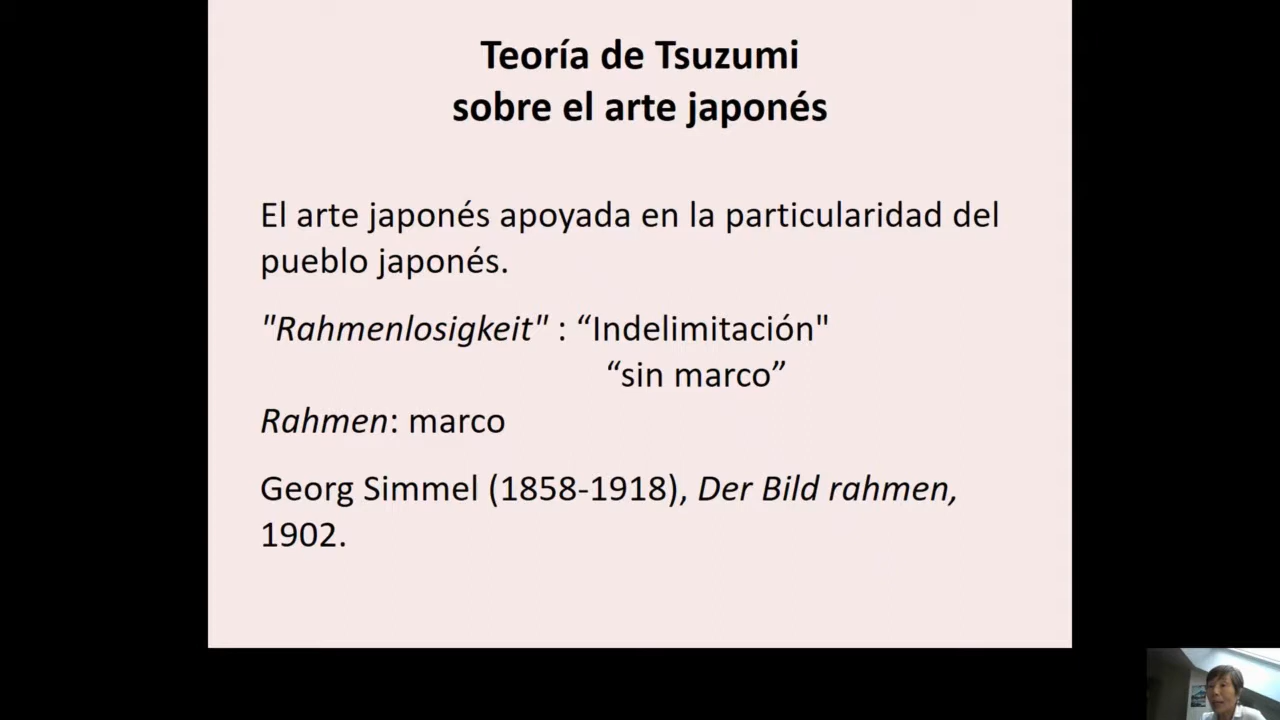 Teoría de Tsuzumi
sobre el arte japonés
El arte japonés apoyada en la particularidad del
pueblo japonés.
"Rahmenlosigkeit" : “Indelimitación"
“sin marco”
Rahmen: marco
Georg Simmel (1858-1918), Der Bild rahmen,
1902.